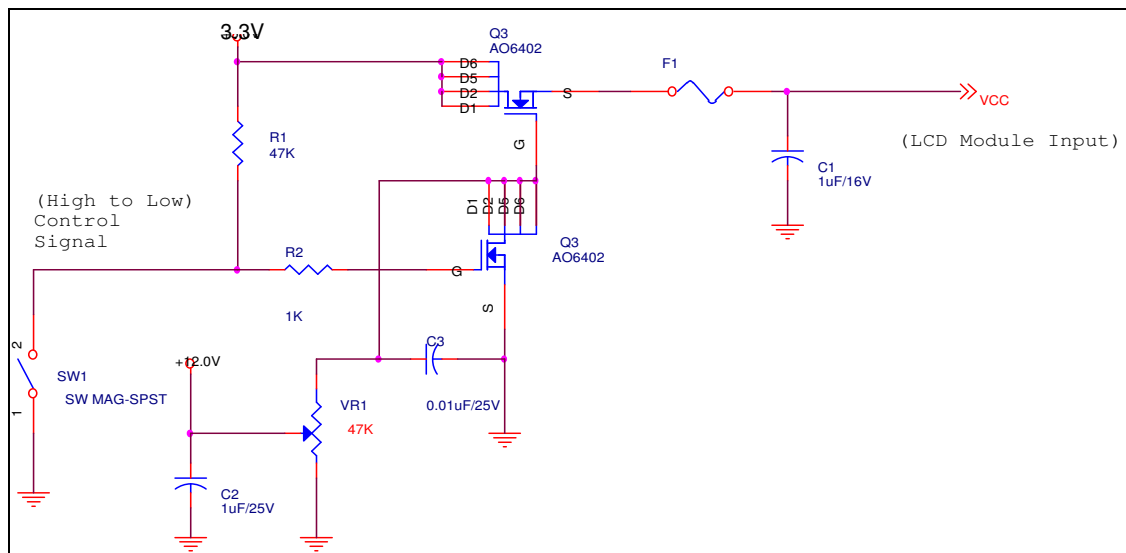 3.3V
Q3
AO6402
D6
D5
D2
D1
S
G
F1
VCC
(LCD Module Input)
C1
1uF/16V
R1
47K
(High to Low)
Control
Signal
D1
D2
D5
D6
Q3
AO6402
R2
1K
G
S
2
1
SW1
SW MAG-SPST
+12.0V
C3
0.01uF/25V
VR1
47K
C2
1uF/25V